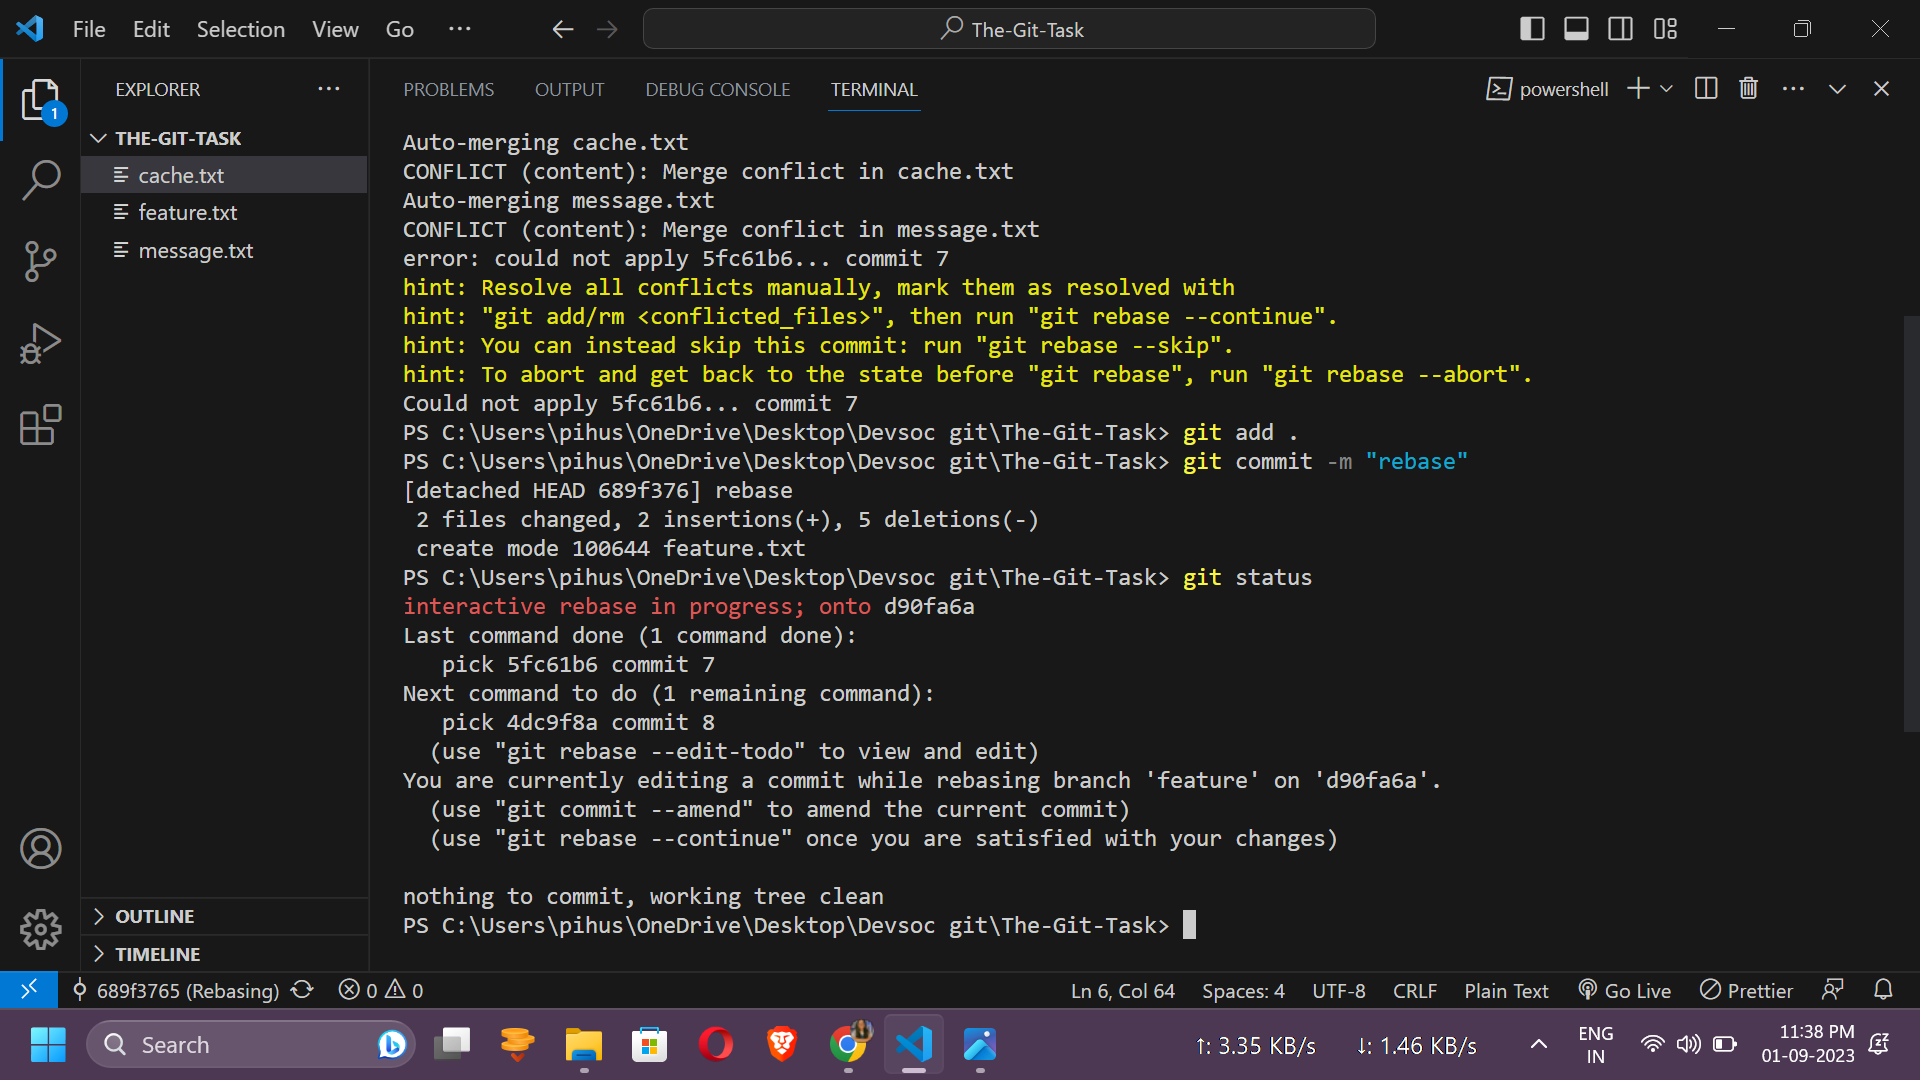 File Edit Selection View Go ··· The-Git-Task
1
EXPLORER ···
THE-GIT-TASK
cache.txt
feature.txt
message.txt
OUTLINE
TIMELINE
PROBLEMS OUTPUT DEBUG CONSOLE TERMINAL powershell ···
Auto-merging cache.txt
CONFLICT (content): Merge conflict in cache.txt
Auto-merging message.txt
CONFLICT (content): Merge conflict in message.txt
error: could not apply 5fc61b6... commit 7
hint: Resolve all conflicts manually, mark them as resolved with
hint: "git add/rm <conflicted_files>", then run "git rebase --continue".
hint: You can instead skip this commit: run "git rebase --skip".
hint: To abort and get back to the state before "git rebase", run "git rebase --abort".
Could not apply 5fc61b6... commit 7
PS C:\Users\pihus\OneDrive\Desktop\Devsoc git\The-Git-Task> git add .
PS C:\Users\pihus\OneDrive\Desktop\Devsoc git\The-Git-Task> git commit -m "rebase"
[detached HEAD 689f376] rebase
2 files changed, 2 insertions(+), 5 deletions(-)
create mode 100644 feature.txt
PS C:\Users\pihus\OneDrive\Desktop\Devsoc git\The-Git-Task> git status
interactive rebase in progress; onto d90fa6a
Last command done (1 command done):
pick 5fc61b6 commit 7
Next command to do (1 remaining command):
pick 4dc9f8a commit 8
(use "git rebase --edit-todo" to view and edit)
You are currently editing a commit while rebasing branch 'feature' on 'd90fa6a'.
(use "git commit --amend" to amend the current commit)
(use "git rebase --continue" once you are satisfied with your changes)
nothing to commit, working tree clean
PS C:\Users\pihus\OneDrive\Desktop\Devsoc git\The-Git-Task>
689f3765 (Rebasing) 0 0 Ln 6, Col 64 Spaces: 4 UTF-8 CRLF Plain Text Go Live Prettier
Search ↑: 3.35 KB/s ↓: 1.46 KB/s ENG IN 11:38 PM
01-09-2023